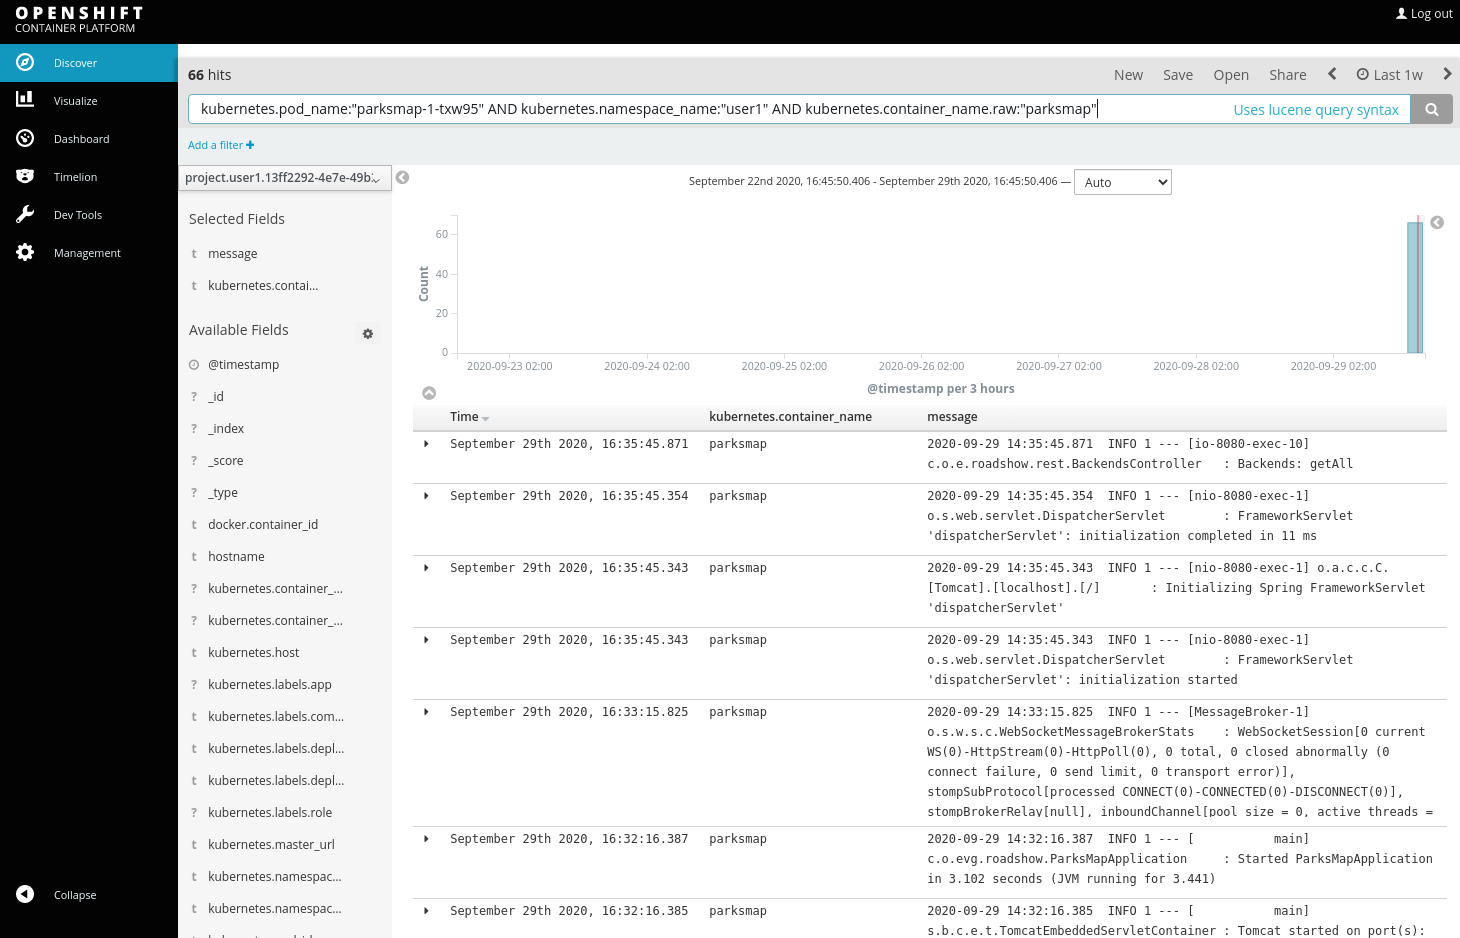 OPENSHIFT
CONTAINER PLATFORM
Log out
Discover
Visualize
Dashboard
Timelion
Dev Tools
Management
Collapse
66 hits
New Save Open Share Last 1w
kubernetes.pod_name:"parksmap-1-txw95" AND kubernetes.namespace_name:"user1" AND kubernetes.container_name.raw:"parksmap"
Uses lucene query syntax
Add a filter
project.user1.13ff2292-4e7e-49b
Selected Fields
t message
t kubernetes.contai...
Available Fields
@timestamp
? _id
? _index
? _score
? _type
t docker.container_id
t hostname
? kubernetes.container_...
? kubernetes.container_...
t kubernetes.host
? kubernetes.labels.app
t kubernetes.labels.com...
t kubernetes.labels.depl...
t kubernetes.labels.depl...
? kubernetes.labels.role
t kubernetes.master_url
t kubernetes.namespac...
t kubernetes.namespac...
September 22nd 2020, 16:45:50.406 - September 29th 2020, 16:45:50.406 — Auto
Count
60
40
20
0
2020-09-23 02:00 2020-09-24 02:00 2020-09-25 02:00 2020-09-26 02:00 2020-09-27 02:00 2020-09-28 02:00 2020-09-29 02:00
@timestamp per 3 hours
Time kubernetes.container_name message
September 29th 2020, 16:35:45.871 parksmap 2020-09-29 14:35:45.871 INFO 1 --- [io-8080-exec-10]
c.o.e.roadshow.rest.BackendsController : Backends: getAll
September 29th 2020, 16:35:45.354 parksmap 2020-09-29 14:35:45.354 INFO 1 --- [nio-8080-exec-1]
o.s.web.servlet.DispatcherServlet : FrameworkServlet
'dispatcherServlet': initialization completed in 11 ms
September 29th 2020, 16:35:45.343 parksmap 2020-09-29 14:35:45.343 INFO 1 --- [nio-8080-exec-1] o.a.c.c.C.
[Tomcat].[localhost].[/] : Initializing Spring FrameworkServlet
'dispatcherServlet'
September 29th 2020, 16:35:45.343 parksmap 2020-09-29 14:35:45.343 INFO 1 --- [nio-8080-exec-1]
o.s.web.servlet.DispatcherServlet : FrameworkServlet
'dispatcherServlet': initialization started
September 29th 2020, 16:33:15.825 parksmap 2020-09-29 14:33:15.825 INFO 1 --- [MessageBroker-1]
o.s.w.s.c.WebSocketMessageBrokerStats : WebSocketSession[0 current
WS(0)-HttpStream(0)-HttpPoll(0), 0 total, 0 closed abnormally (0
connect failure, 0 send limit, 0 transport error)],
stompSubProtocol[processed CONNECT(0)-CONNECTED(0)-DISCONNECT(0)],
stompBrokerRelay[null], inboundChannel[pool size = 0, active threads =
September 29th 2020, 16:32:16.387 parksmap 2020-09-29 14:32:16.387 INFO 1 --- [ main]
c.o.evg.roadshow.ParksMapApplication : Started ParksMapApplication
in 3.102 seconds (JVM running for 3.441)
September 29th 2020, 16:32:16.385 parksmap 2020-09-29 14:32:16.385 INFO 1 --- [ main]
s.b.c.e.t.TomcatEmbeddedServletContainer : Tomcat started on port(s):